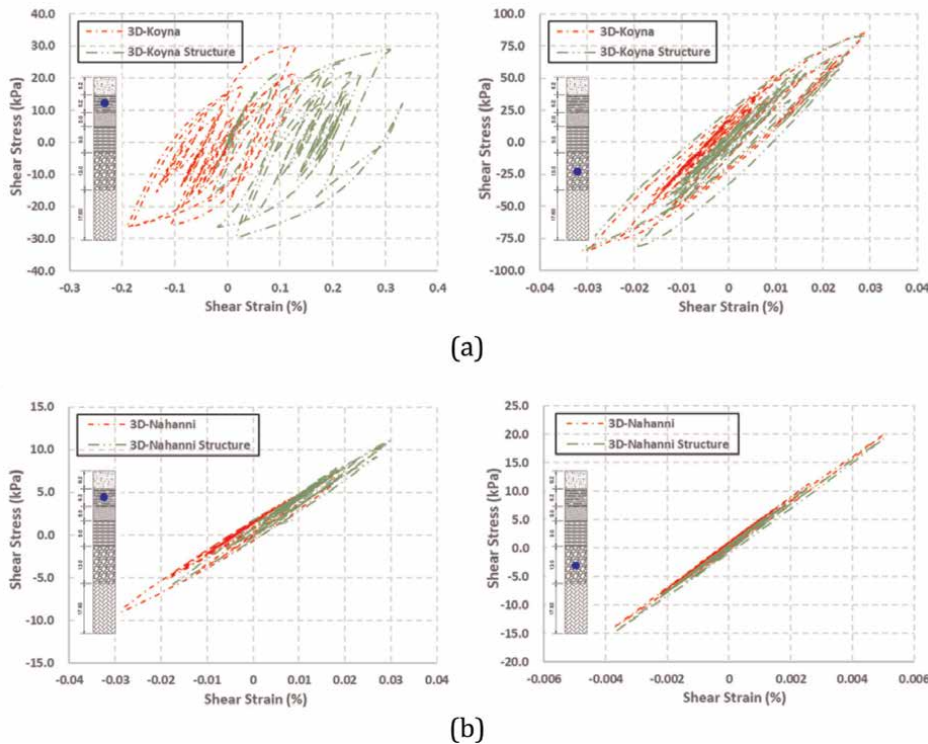 3D-Koyna
3D-Koyna Structure
Shear Stress (kPa)
40.0
30.0
20.0
10.0
0.0
-10.0
-20.0
-30.0
-40.0
-0.3 -0.2 -0.1 0 0.1 0.2 0.3 0.4
Shear Strain (%)
3D-Koyna
3D-Koyna Structure
Shear Stress (kPa)
100.0
75.0
50.0
25.0
0.0
-25.0
-50.0
-75.0
-100.0
-0.04 -0.03 -0.02 -0.01 0 0.01 0.02 0.03 0.04
Shear Strain (%)
(a)
3D-Nahanni
3D-Nahanni Structure
Shear Stress (kPa)
15.0
10.0
5.0
0.0
-5.0
-10.0
-15.0
-0.04 -0.03 -0.02 -0.01 0 0.01 0.02 0.03 0.04
Shear Strain (%)
3D-Nahanni
3D-Nahanni Structure
Shear Stress (kPa)
25.0
20.0
15.0
10.0
5.0
0.0
-5.0
-10.0
-15.0
-20.0
-0.006 -0.004 -0.002 0 0.002 0.004 0.006
Shear Strain (%)
(b)